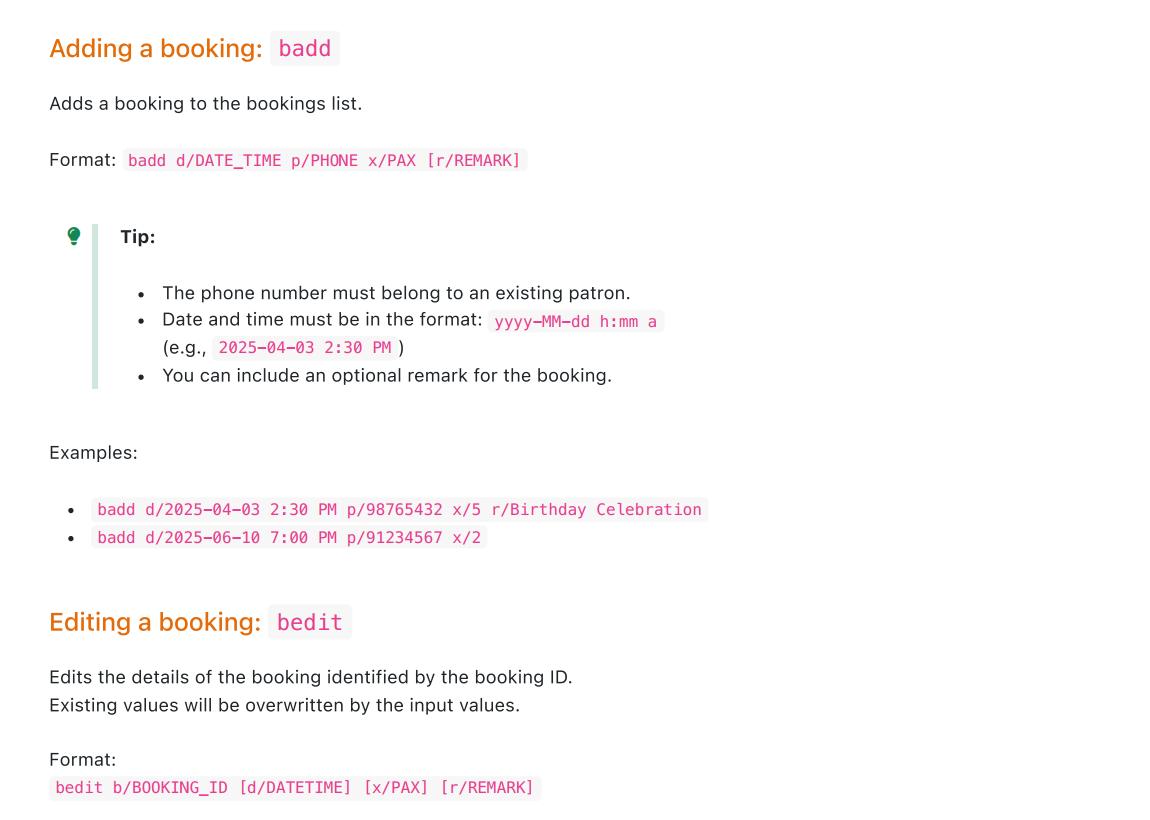 Adding a booking: badd
Adds a booking to the bookings list.
Format: badd d/DATE_TIME p/PHONE x/PAX [r/REMARK]
Tip:
• The phone number must belong to an existing patron.
• Date and time must be in the format: yyyy-MM-dd h:mm a
(e.g., 2025-04-03 2:30 PM )
• You can include an optional remark for the booking.
Examples:
• badd d/2025-04-03 2:30 PM p/98765432 x/5 r/Birthday Celebration
• badd d/2025-06-10 7:00 PM p/91234567 x/2
Editing a booking: bedit
Edits the details of the booking identified by the booking ID.
Existing values will be overwritten by the input values.
Format:
bedit b/BOOKING_ID [d/DATETIME] [x/PAX] [r/REMARK]